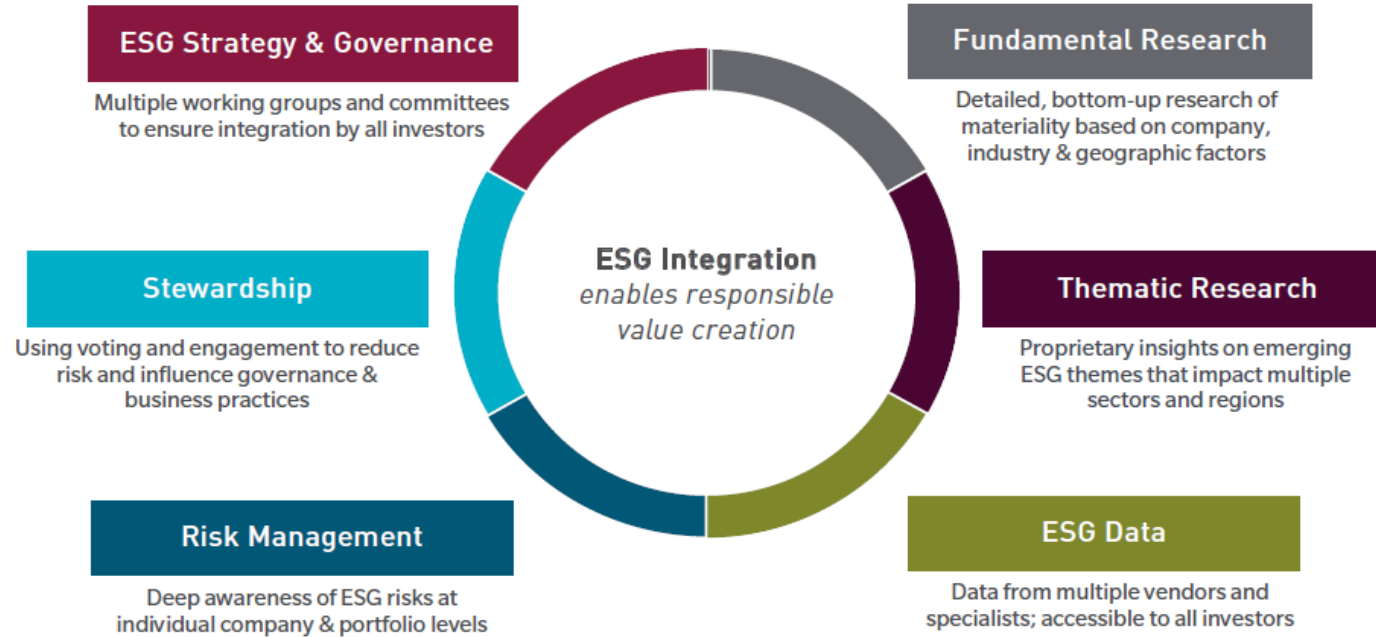 ESG Strategy & Governance
Multiple working groups and committees
to ensure integration by all investors
Fundamental Research
Detailed, bottom-up research of
materiality based on company,
industry & geographic factors
Stewardship
Using voting and engagement to reduce
risk and influence governance &
business practices
ESG Integration
enables responsible
value creation
Thematic Research
Proprietary insights on emerging
ESG themes that impact multiple
sectors and regions
Risk Management
Deep awareness of ESG risks at
individual company & portfolio levels
ESG Data
Data from multiple vendors and
specialists; accessible to all investors